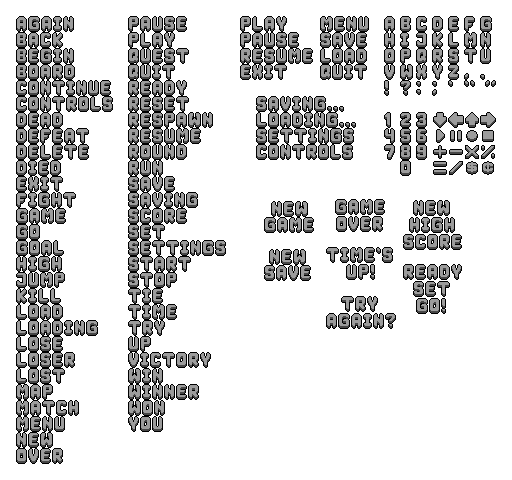 AGAIN
BACK
BEGIN
BOARD
CONTINUE
CONTROLS
DEAD
DEFEAT
DELETE
DIED
EXIT
FIGHT
GAME
GO
GOAL
HIGH
JUMP
KILL
LOAD
LOADING
LOSE
LOSER
LOST
MAP
MATCH
MENU
NEW
OVER
PAUSE
PLAY
QUEST
QUIT
READY
RESET
RESPAWN
RESUME
ROUND
RUN
SAVE
SAVING
SCORE
SET
SETTINGS
START
STOP
TIE
TIME
TRY
UP
VICTORY
WIN
WINNER
WON
YOU
PLAY
PAUSE
RESUME
EXIT
MENU
SAVE
LOAD
QUIT
SAVING...
LOADING...
SETTINGS
CONTROLS
A B C D E F G
H I J K L M N
O P Q R S T U
V W X Y Z , . ' "
! ? : ;
1 2 3
4 5 6
7 8 9
0
+ - × %
= / $ ¢
NEW
GAME
NEW
SAVE
GAME
OVER
TIME'S
UP!
TRY
AGAIN?
NEW
HIGH
SCORE
READY
SET
GO!